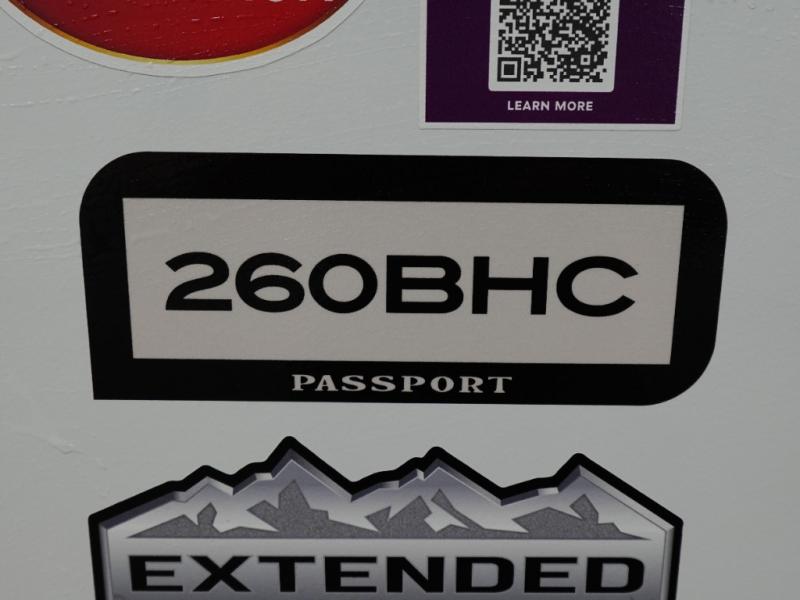 LEARN MORE
260BHC
PASSPORT
EXTENDED